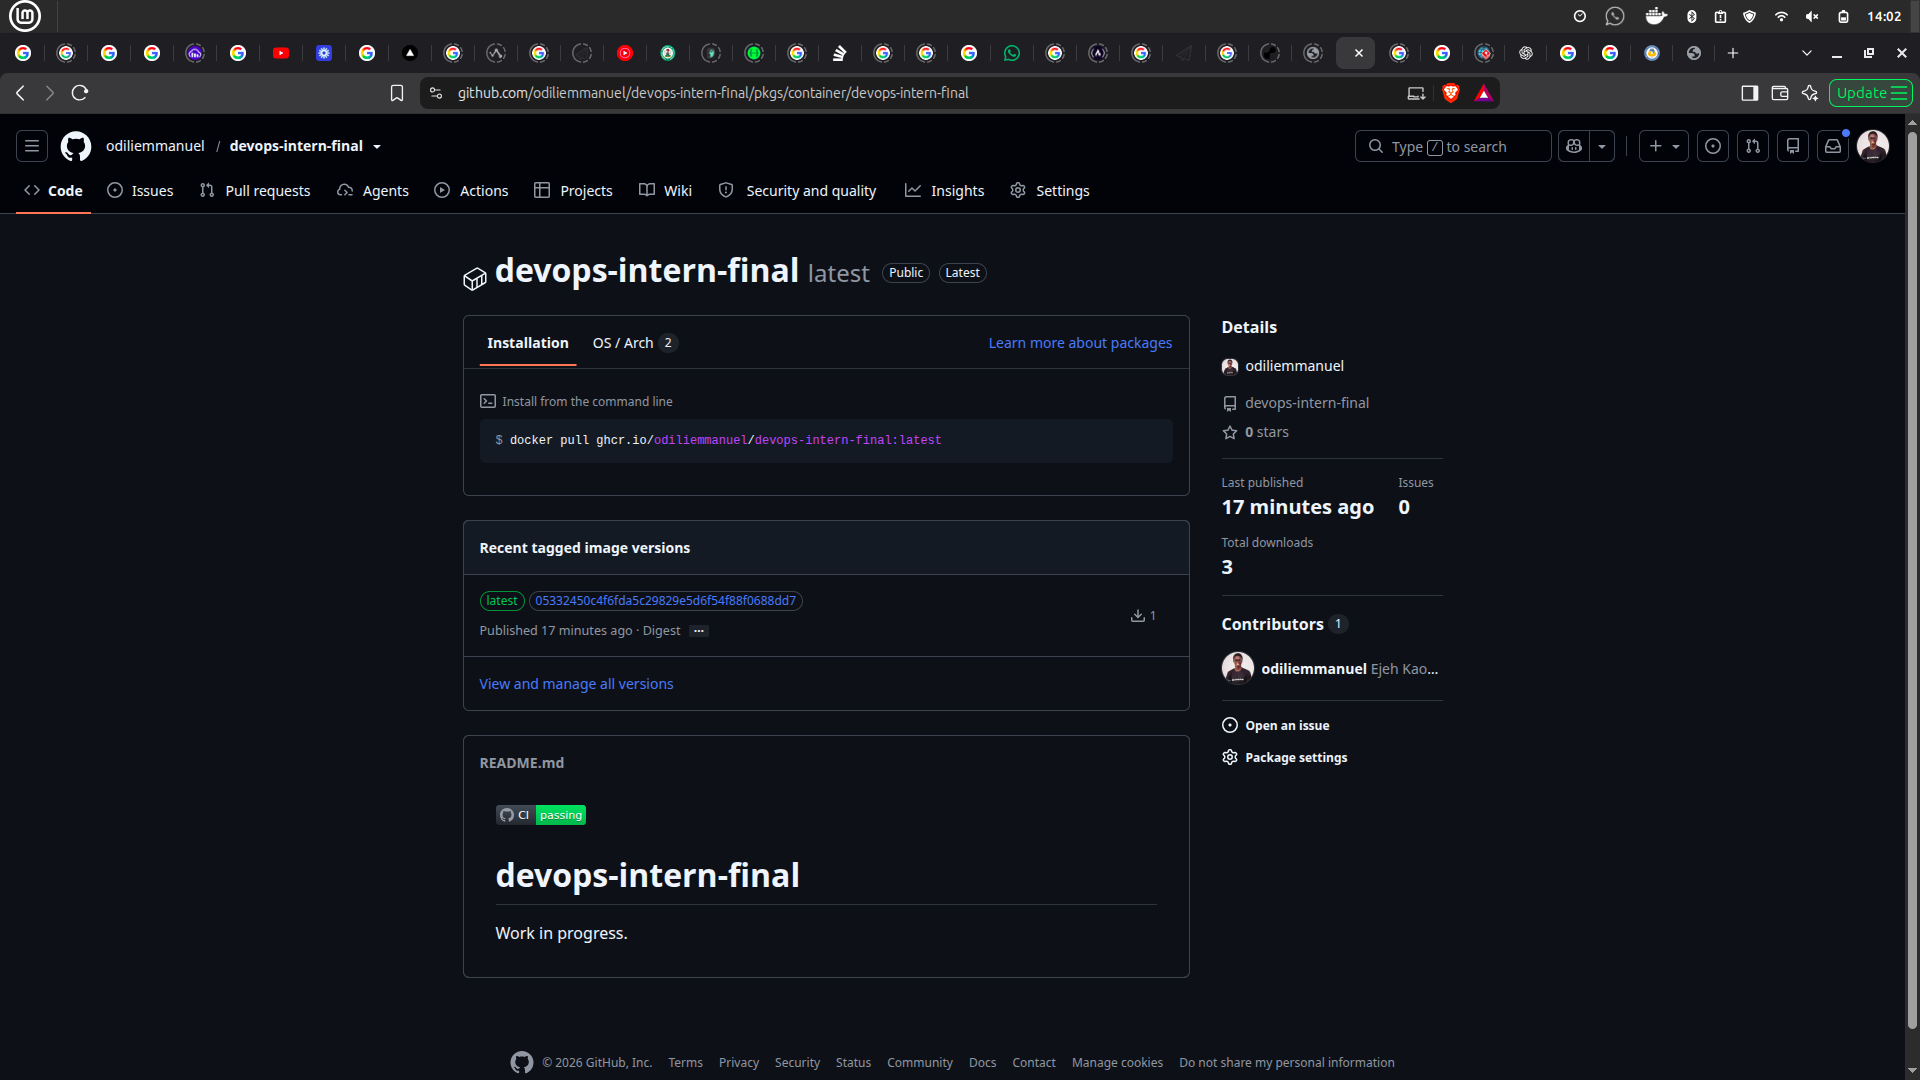 14:02
github.com/odiliemmanuel/devops-intern-final/pkgs/container/devops-intern-final
Update
odiliemmanuel / devops-intern-final
Type / to search
Code Issues Pull requests Agents Actions Projects Wiki Security and quality Insights Settings
devops-intern-final latest Public Latest
Installation OS / Arch 2 Learn more about packages
Install from the command line
$ docker pull ghcr.io/odiliemmanuel/devops-intern-final:latest
Recent tagged image versions
latest 05332450c4f6fda5c29829e5d6f54f88f0688dd7
Published 17 minutes ago · Digest ···
1
View and manage all versions
README.md
CI passing
devops-intern-final
Work in progress.
Details
odiliemmanuel
devops-intern-final
0 stars
Last published Issues
17 minutes ago 0
Total downloads
3
Contributors 1
odiliemmanuel Ejeh Kao...
Open an issue
Package settings
© 2026 GitHub, Inc. Terms Privacy Security Status Community Docs Contact Manage cookies Do not share my personal information